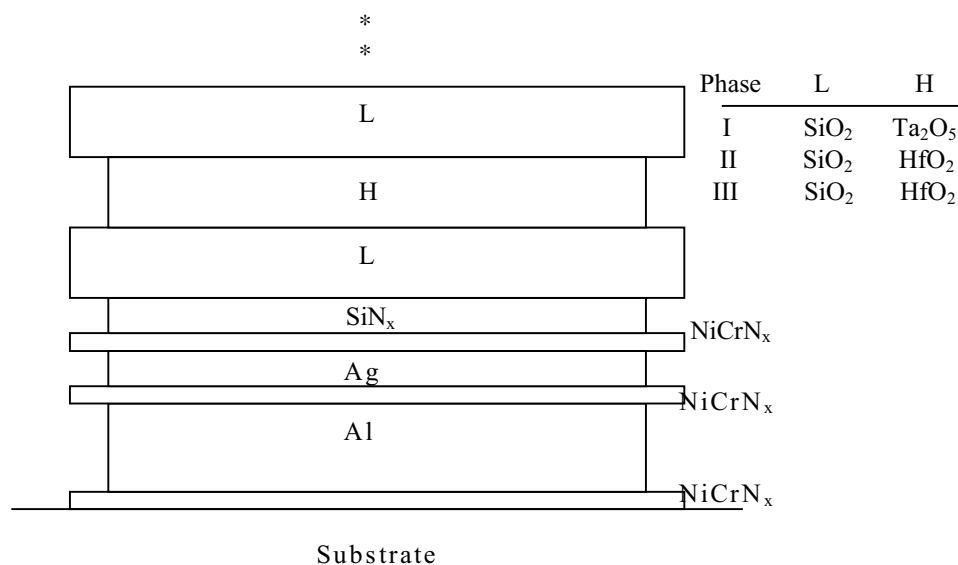 *
*
Phase L H
I SiO₂ Ta₂O₅
II SiO₂ HfO₂
III SiO₂ HfO₂
L
H
L
SiNₓ
NiCrNₓ
Ag
NiCrNₓ
Al
NiCrNₓ
Substrate